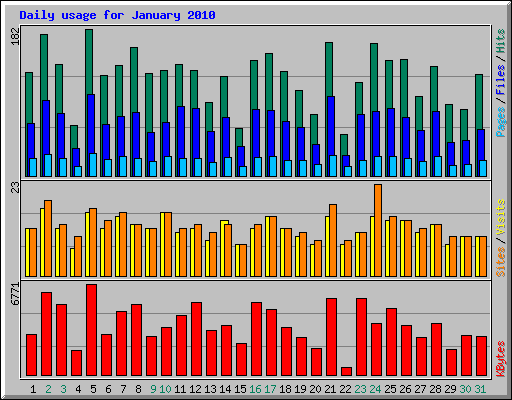 Daily usage for January 2010
182
Pages / Files / Hits
23
Sites / Visits
6771
KBytes
1 2 3 4 5 6 7 8 9 10 11 12 13 14 15 16 17 18 19 20 21 22 23 24 25 26 27 28 29 30 31